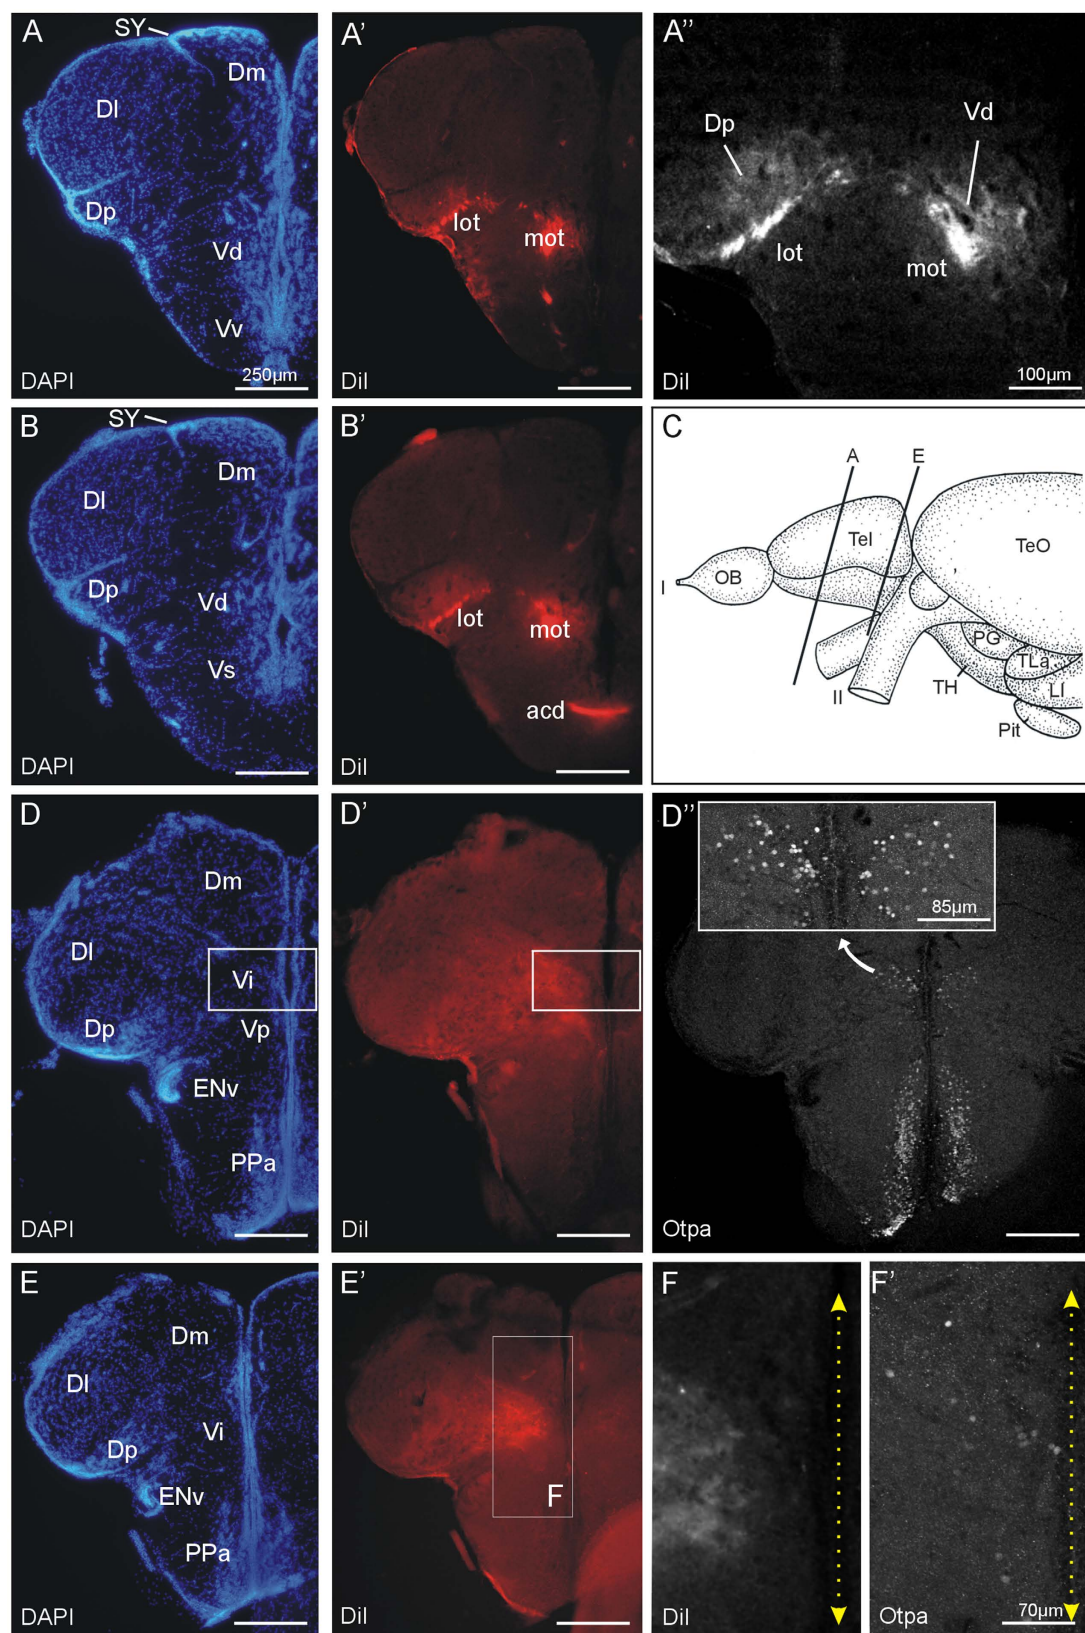 A
SY
Dm
Dl
Dp
Vd
Vv
DAPI
250µm
A'
lot
mot
DiI
A''
Dp
Vd
lot
mot
DiI
100µm
B
SY
Dm
Dl
Dp
Vd
Vs
DAPI
B'
lot
mot
acd
DiI
C
A
E
Tel
TeO
I
OB
PG
TLa
TH
LI
II
Pit
D
Dm
Dl
Vi
Dp
Vp
ENv
PPa
DAPI
D'
DiI
D''
85µm
Otpa
E
Dm
Dl
Vi
Dp
ENv
PPa
DAPI
E'
F
DiI
F
DiI
F'
Otpa
70µm